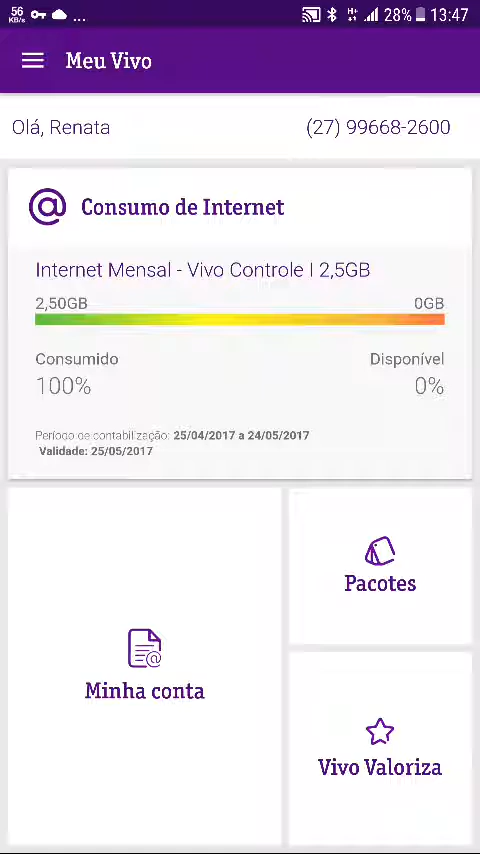 56
KB/s
...
H+
28%
13:47
Meu Vivo
Olá, Renata
(27) 99668-2600
@ Consumo de Internet
Internet Mensal - Vivo Controle I 2,5GB
2,50GB
0GB
Consumido
Disponível
100%
0%
Período de contabilização: 25/04/2017 a 24/05/2017
Validade: 25/05/2017
Pacotes
@
Minha conta
Vivo Valoriza